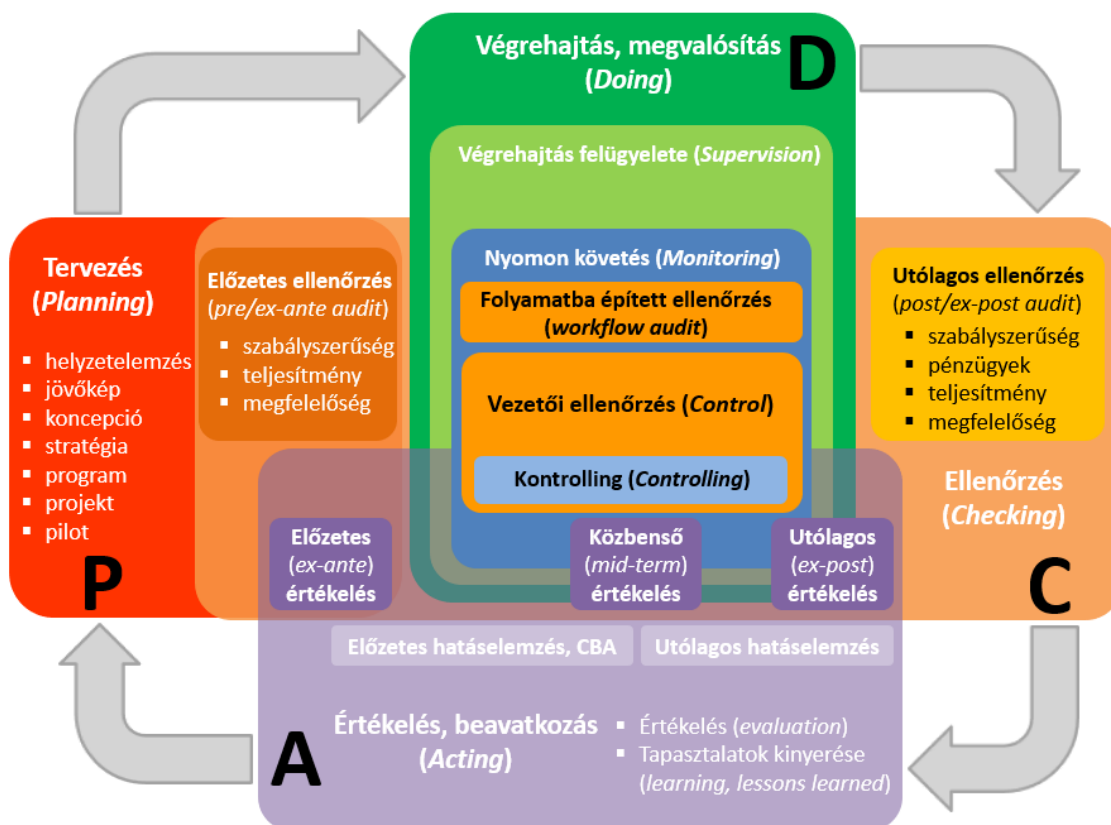 Végrehajtás, megvalósítás
(Doing)
D
Végrehajtás felügyelete (Supervision)
Tervezés
(Planning)
▪ helyzetelemzés
▪ jövőkép
▪ koncepció
▪ stratégia
▪ program
▪ projekt
▪ pilot
P
Előzetes ellenőrzés
(pre/ex-ante audit)
▪ szabályszerűség
▪ teljesítmény
▪ megfelelőség
Nyomon követés (Monitoring)
Folyamatba épített ellenőrzés
(workflow audit)
Vezetői ellenőrzés (Control)
Kontrolling (Controlling)
Utólagos ellenőrzés
(post/ex-post audit)
▪ szabályszerűség
▪ pénzügyek
▪ teljesítmény
▪ megfelelőség
Ellenőrzés
(Checking)
C
Előzetes
(ex-ante)
értékelés
Közbenső
(mid-term)
értékelés
Utólagos
(ex-post)
értékelés
Előzetes hatáselemzés, CBA
Utólagos hatáselemzés
A
Értékelés, beavatkozás
(Acting)
▪ Értékelés (evaluation)
▪ Tapasztalatok kinyerése
(learning, lessons learned)